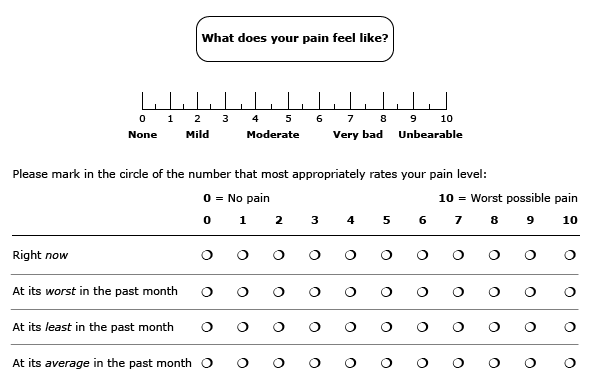 What does your pain feel like?
0 1 2 3 4 5 6 7 8 9 10
None Mild Moderate Very bad Unbearable
Please mark in the circle of the number that most appropriately rates your pain level:
0 = No pain 10 = Worst possible pain
0 1 2 3 4 5 6 7 8 9 10
Right now
At its worst in the past month
At its least in the past month
At its average in the past month